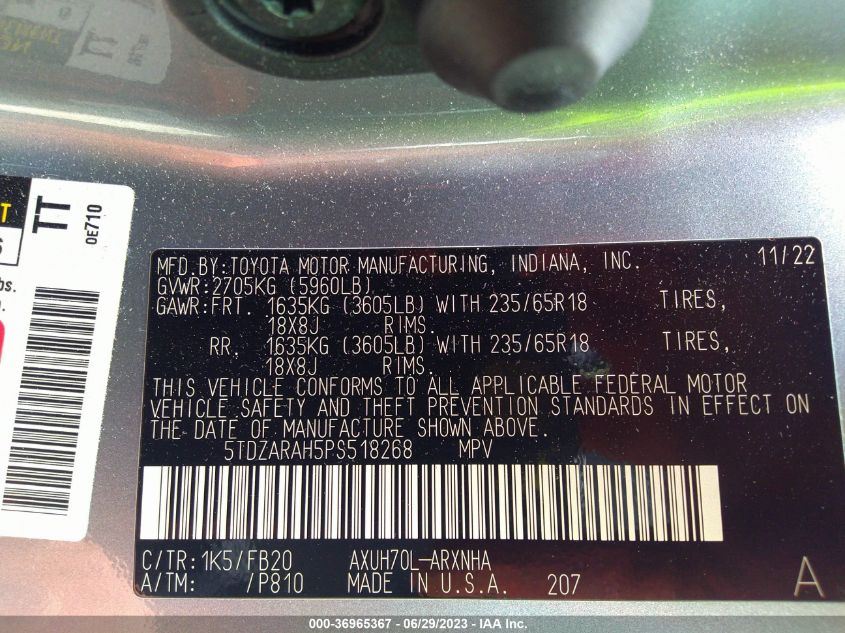 TT
0E710
T
S
bs.
n.
MFD.BY:TOYOTA MOTOR MANUFACTURING, INDIANA, INC. 11/22
GVWR:2705KG (5960LB)
GAWR:FRT. 1635KG (3605LB) WITH 235/65R18 TIRES,
18X8J RIMS.
RR. 1635KG (3605LB) WITH 235/65R18 TIRES,
18X8J RIMS.
THIS VEHICLE CONFORMS TO ALL APPLICABLE FEDERAL MOTOR
VEHICLE SAFETY AND THEFT PREVENTION STANDARDS IN EFFECT ON
THE DATE OF MANUFACTURE SHOWN ABOVE.
5TDZARAH5PS518268 MPV
C/TR:1K5/FB20 AXUH70L-ARXNHA
A/TM: /P810 MADE IN U.S.A. 207 A
000-36965367 - 06/29/2023 - IAA Inc.